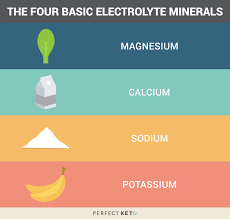 THE FOUR BASIC ELECTROLYTE MINERALS
MAGNESIUM
CALCIUM
SODIUM
POTASSIUM
PERFECT KETO